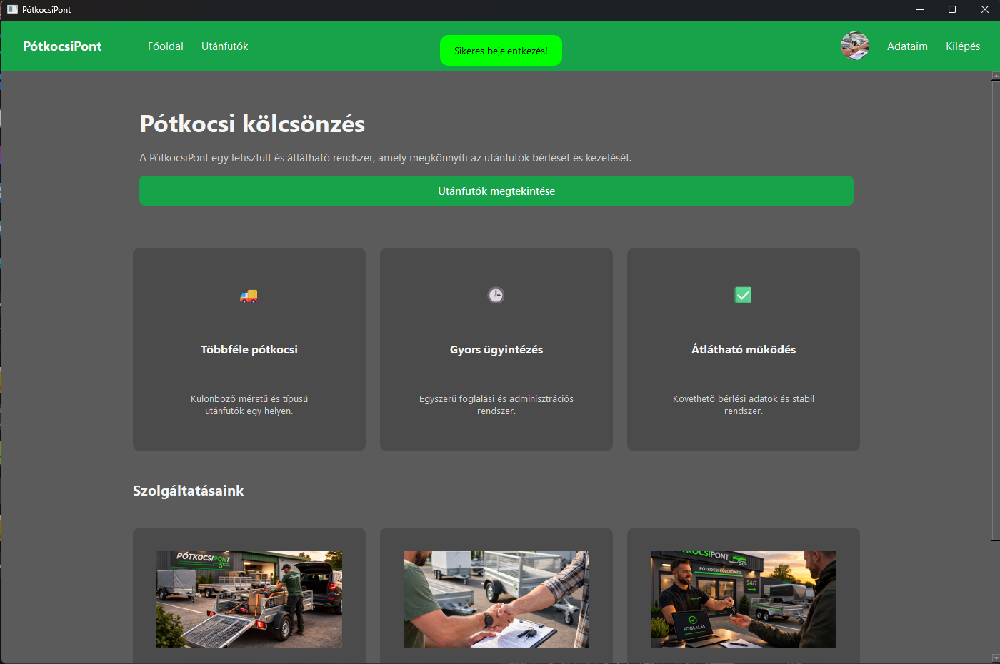 PótkocsiPont
PótkocsiPont
Főoldal
Utánfutók
Sikeres bejelentkezés!
Adataim
Kilépés
Pótkocsi kölcsönzés
A PótkocsiPont egy letisztult és átlátható rendszer, amely megkönnyíti az utánfutók bérlését és kezelését.
Utánfutók megtekintése
Többféle pótkocsi
Különböző méretű és típusú
utánfutók egy helyen.
Gyors ügyintézés
Egyszerű foglalási és adminisztrációs
rendszer.
Átlátható működés
Követhető bérlési adatok és stabil
rendszer.
Szolgáltatásaink
PÓTKOCSIPONT
PÓTKOCSI KÖLCSÖNZÉS
24/7
FOGLALÁS